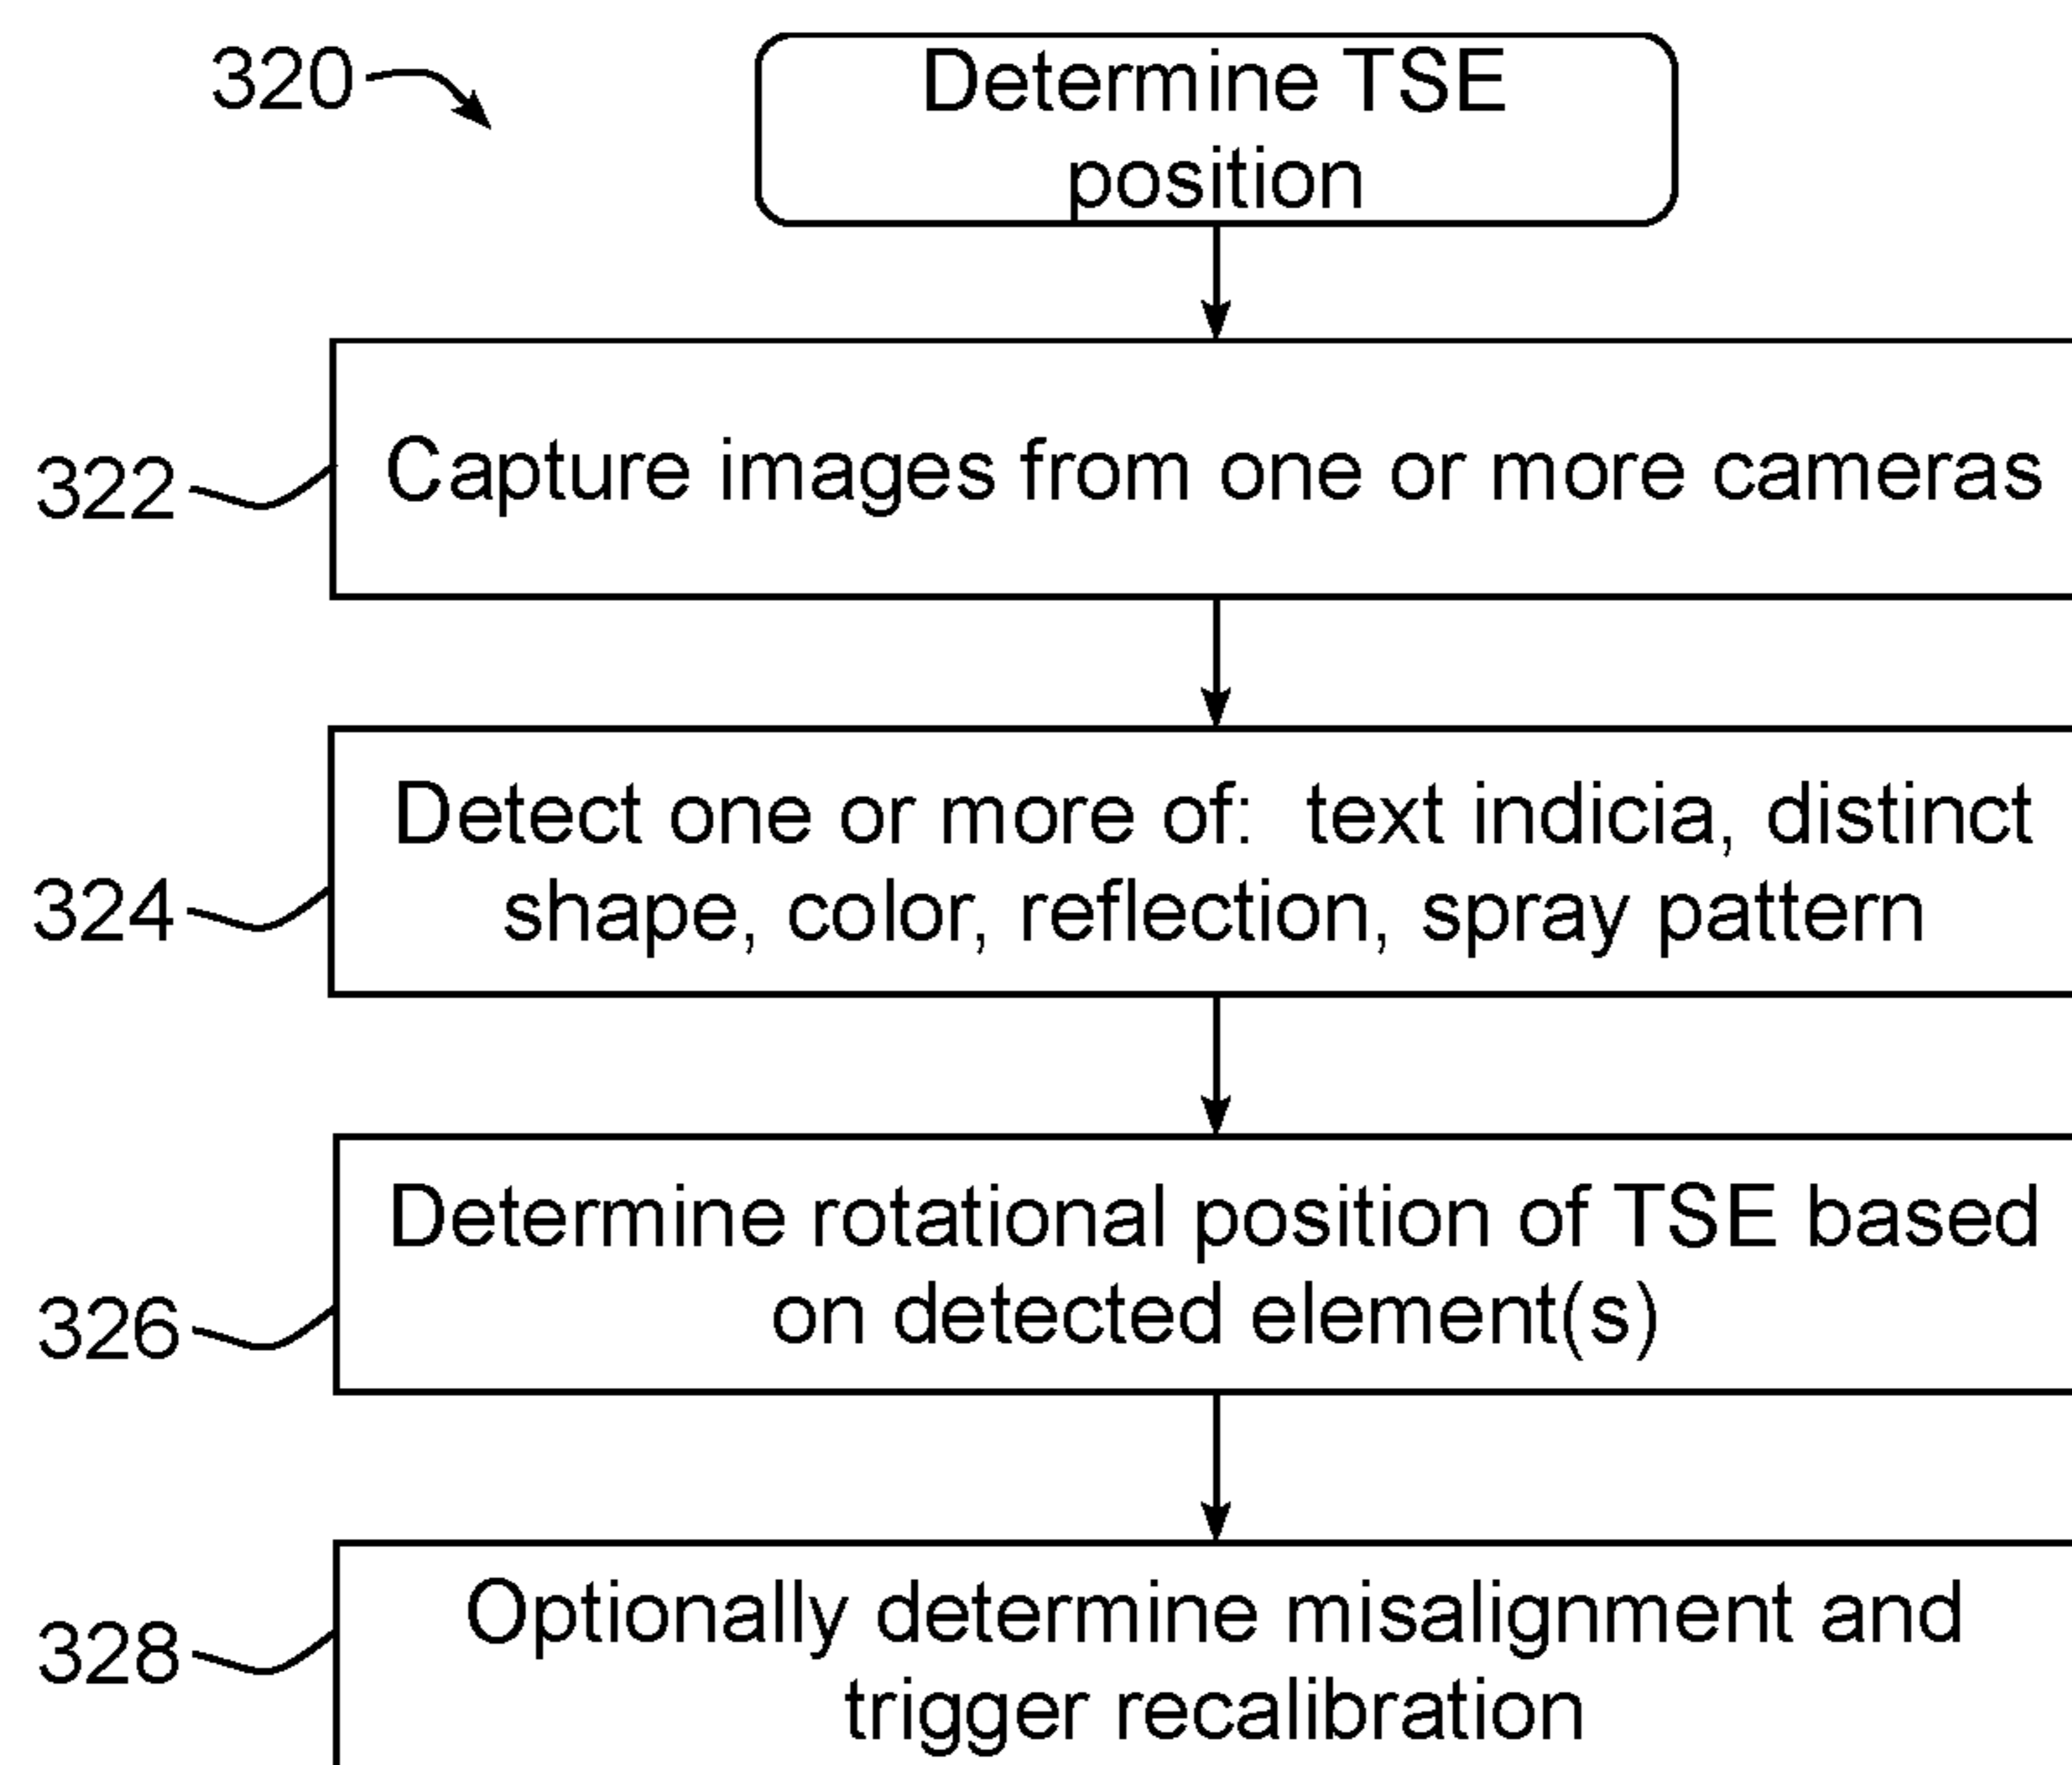 320
Determine TSE
position
322
Capture images from one or more cameras
324
Detect one or more of: text indicia, distinct
shape, color, reflection, spray pattern
326
Determine rotational position of TSE based
on detected element(s)
328
Optionally determine misalignment and
trigger recalibration